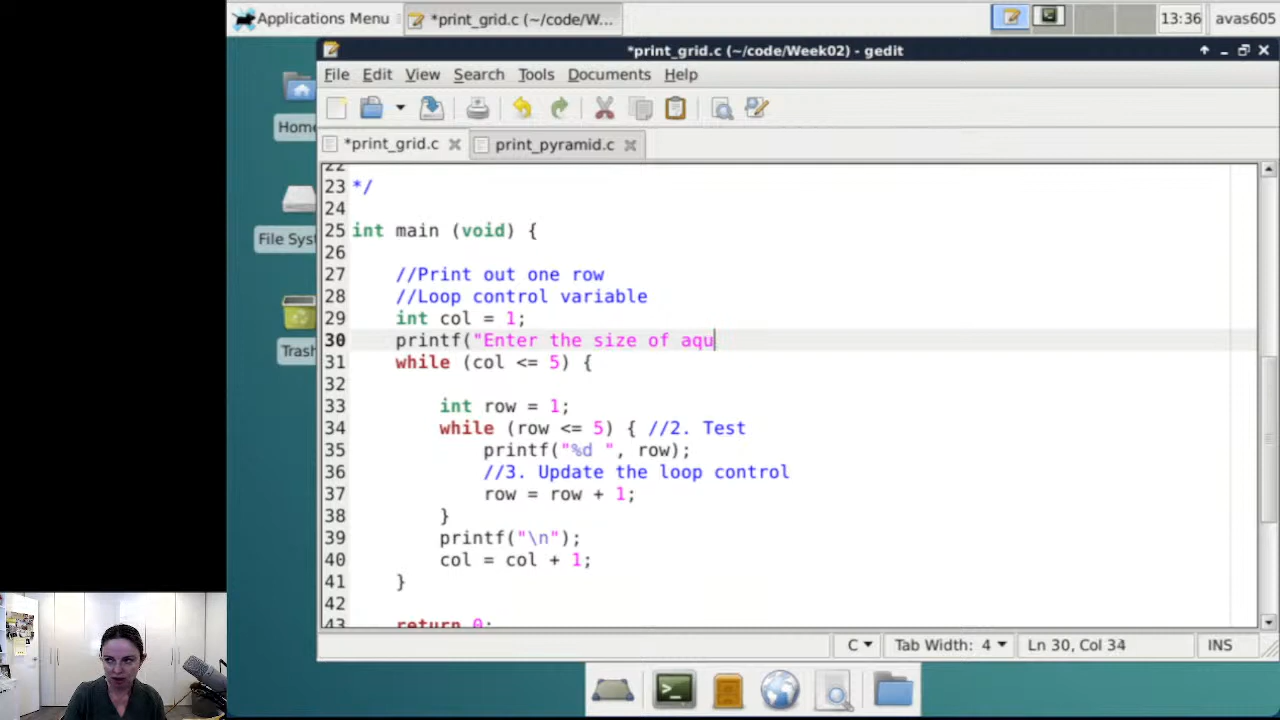 Applications Menu
*print_grid.c (~/code/W...
13:36
avas605
*print_grid.c (~/code/Week02) - gedit
File Edit View Search Tools Documents Help
*print_grid.c
print_pyramid.c
Home
File Sys
Trash
22
23 */
24
25 int main (void) {
26
27 //Print out one row
28 //Loop control variable
29 int col = 1;
30 printf("Enter the size of aqu
31 while (col <= 5) {
32
33 int row = 1;
34 while (row <= 5) { //2. Test
35 printf("%d ", row);
36 //3. Update the loop control
37 row = row + 1;
38 }
39 printf("\n");
40 col = col + 1;
41 }
42
43 return 0;
C Tab Width: 4 Ln 30, Col 34 INS